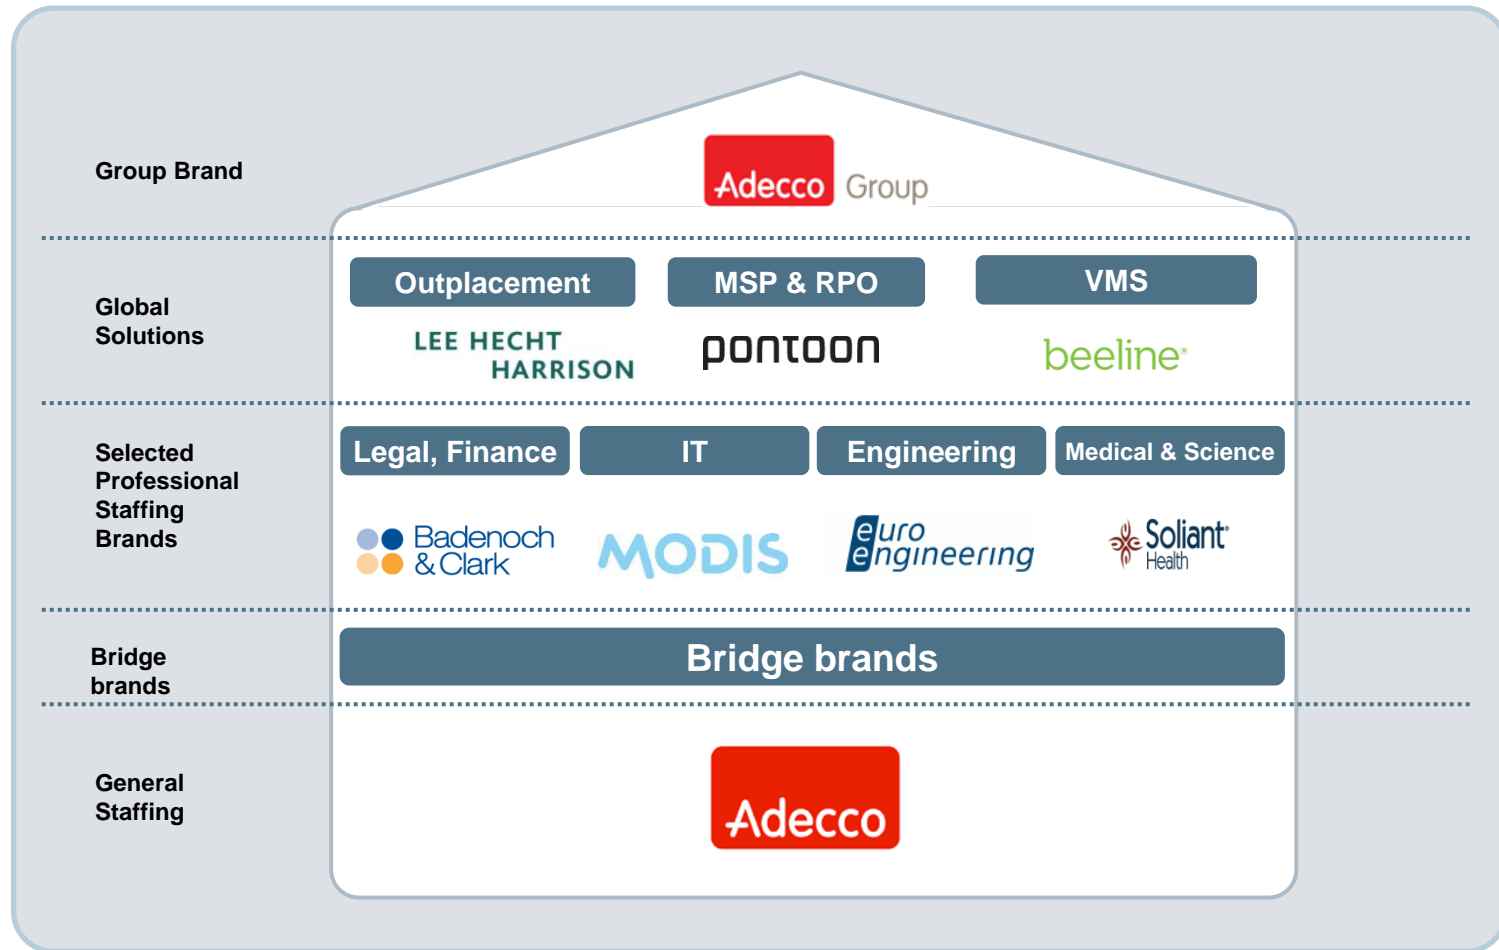 Group Brand
Adecco Group
Global
Solutions
Outplacement
MSP & RPO
VMS
LEE HECHT
HARRISON
pontoon
beeline
Selected
Professional
Staffing
Brands
Legal, Finance
IT
Engineering
Medical & Science
Badenoch
& Clark
MODIS
euro
engineering
Soliant
Health
Bridge
brands
Bridge brands
General
Staffing
Adecco